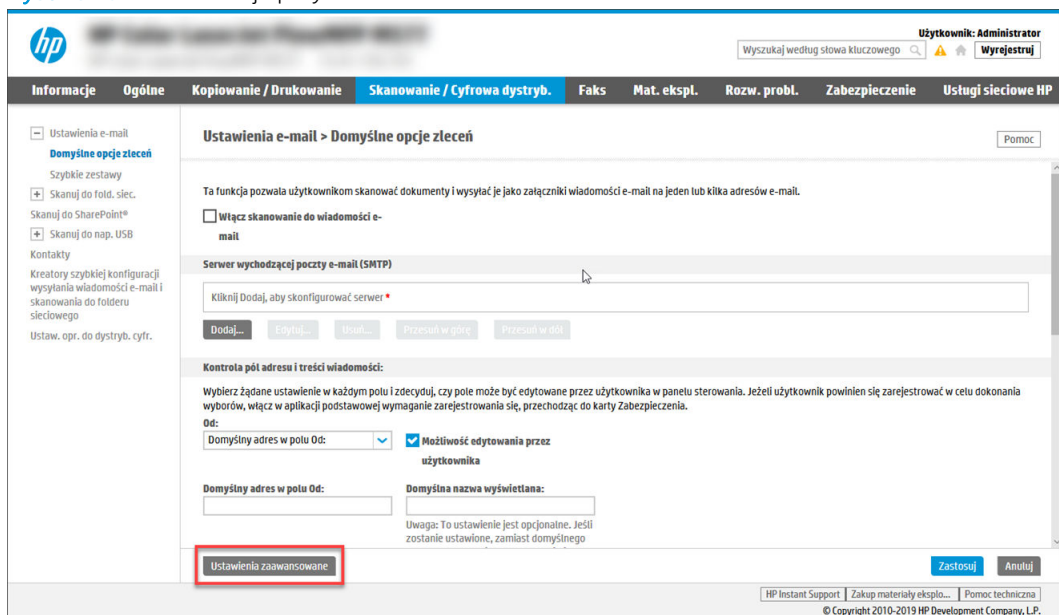 hp
Użytkownik: Administrator
Wyszukaj według słowa kluczowego
Wyrejestruj
Informacje Ogólne Kopiowanie / Drukowanie Skanowanie / Cyfrowa dystryb. Faks Mat. ekspl. Rozw. probl. Zabezpieczenie Usługi sieciowe HP
Ustawienia e-mail
Domyślne opcje zleceń
Szybkie zestawy
Skanuj do fold. siec.
Skanuj do SharePoint®
Skanuj do nap. USB
Kontakty
Kreatory szybkiej konfiguracji
wysyłania wiadomości e-mail i
skanowania do folderu
sieciowego
Ustaw. opr. do dystryb. cyfr.
Ustawienia e-mail > Domyślne opcje zleceń
Pomoc
Ta funkcja pozwala użytkownikom skanować dokumenty i wysyłać je jako załączniki wiadomości e-mail na jeden lub kilka adresów e-mail.
Włącz skanowanie do wiadomości e-
mail
Serwer wychodzącej poczty e-mail (SMTP)
Kliknij Dodaj, aby skonfigurować serwer *
Dodaj... Edytuj... Usuń... Przesuń w górę Przesuń w dół
Kontrola pól adresu i treści wiadomości:
Wybierz żądane ustawienie w każdym polu i zdecyduj, czy pole może być edytowane przez użytkownika w panelu sterowania. Jeżeli użytkownik powinien się zarejestrować w celu dokonania
wyborów, włącz w aplikacji podstawowej wymaganie zarejestrowania się, przechodząc do karty Zabezpieczenia.
Od:
Domyślny adres w polu Od:
Możliwość edytowania przez
użytkownika
Domyślny adres w polu Od: Domyślna nazwa wyświetlana:
Uwaga: To ustawienie jest opcjonalne. Jeśli
zostanie ustawione, zamiast domyślnego
Ustawienia zaawansowane
Zastosuj Anuluj
HP Instant Support Zakup materiały eksplo... Pomoc techniczna
© Copyright 2010-2019 HP Development Company, L.P.